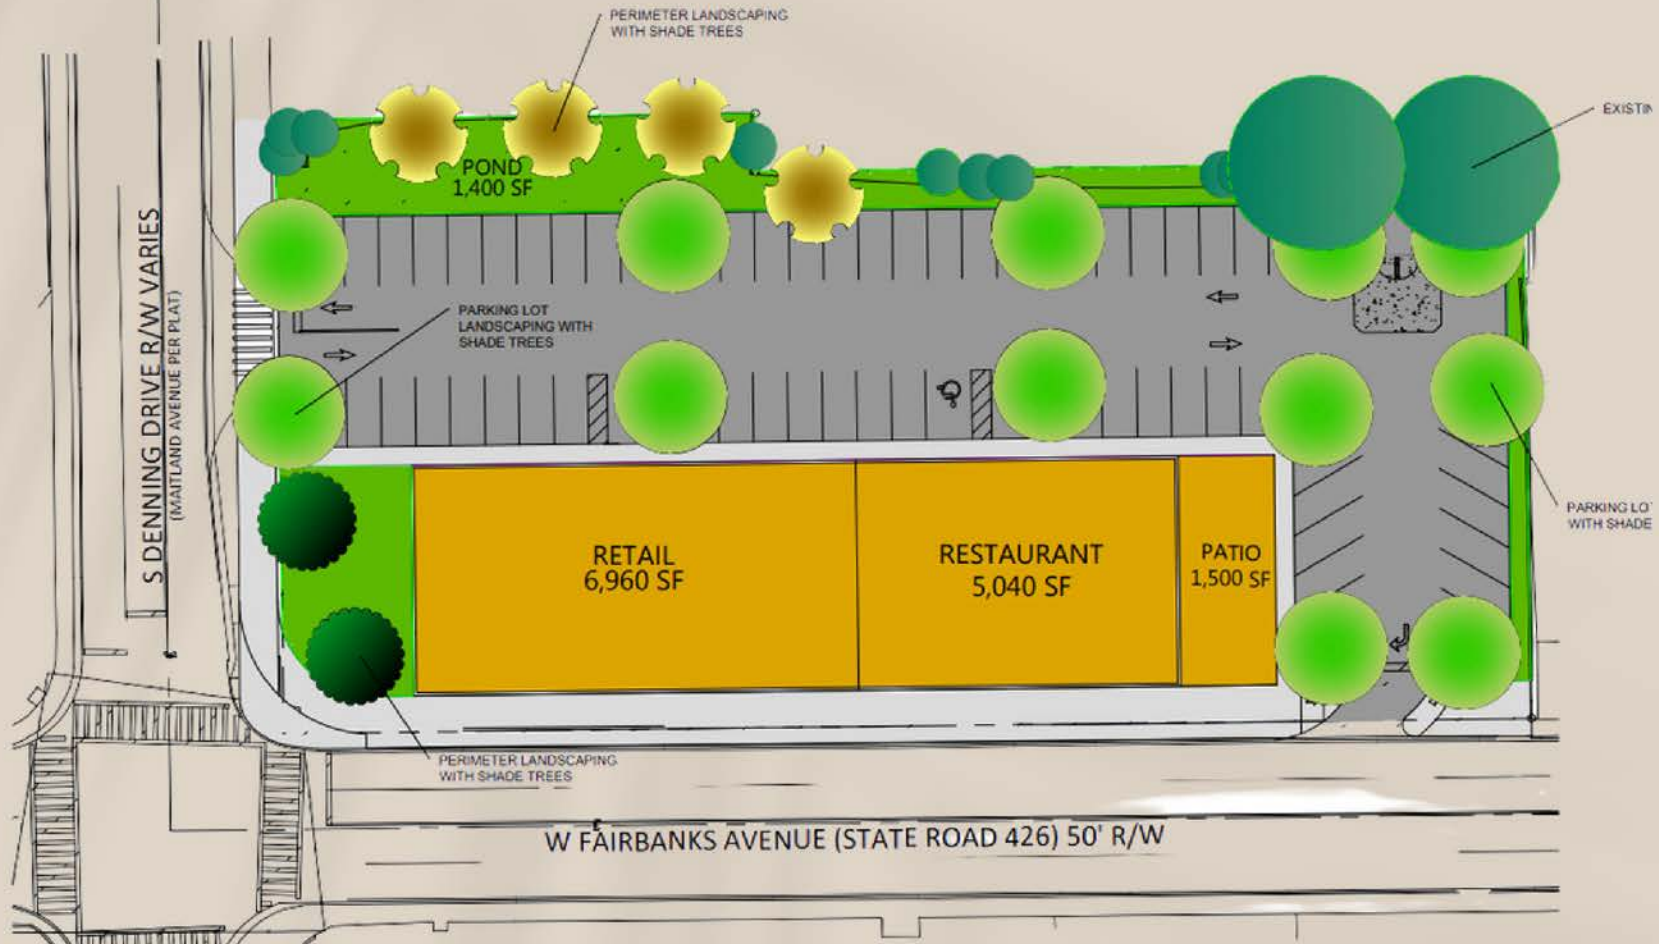 PERIMETER LANDSCAPING
WITH SHADE TREES
EXISTIN
POND
1,400 SF
S DENNING DRIVE R/W VARIES
(MAITLAND AVENUE PER PLAT)
PARKING LOT
LANDSCAPING WITH
SHADE TREES
PARKING LO
WITH SHADE
RETAIL
6,960 SF
RESTAURANT
5,040 SF
PATIO
1,500 SF
PERIMETER LANDSCAPING
WITH SHADE TREES
W FAIRBANKS AVENUE (STATE ROAD 426) 50' R/W